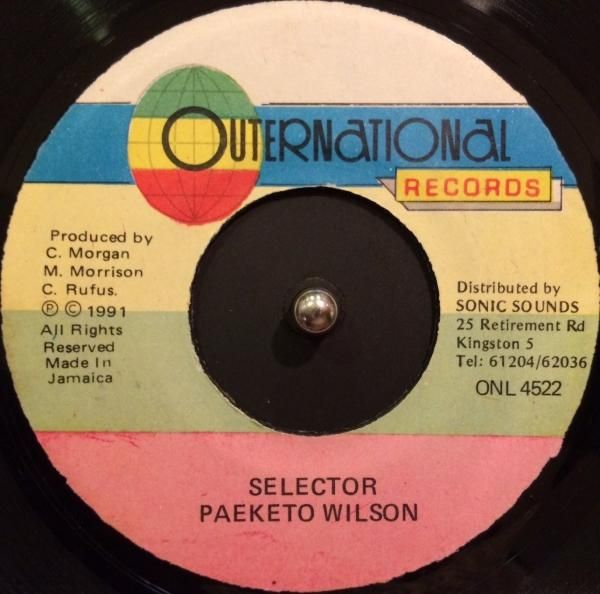 OUTERNATIONAL
RECORDS
Produced by
C. Morgan
M. Morrison
C. Rufus.
Ⓟ © 1991
All Rights
Reserved
Made In
Jamaica
Distributed by
SONIC SOUNDS
25 Retirement Rd
Kingston 5
Tel: 61204/62036
ONL 4522
SELECTOR
PAEKETO WILSON